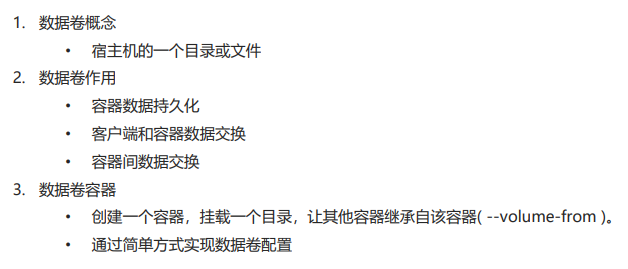 1. 数据卷概念
• 宿主机的一个目录或文件
2. 数据卷作用
• 容器数据持久化
• 客户端和容器数据交换
• 容器间数据交换
3. 数据卷容器
• 创建一个容器，挂载一个目录，让其他容器继承自该容器( --volume-from )。
• 通过简单方式实现数据卷配置